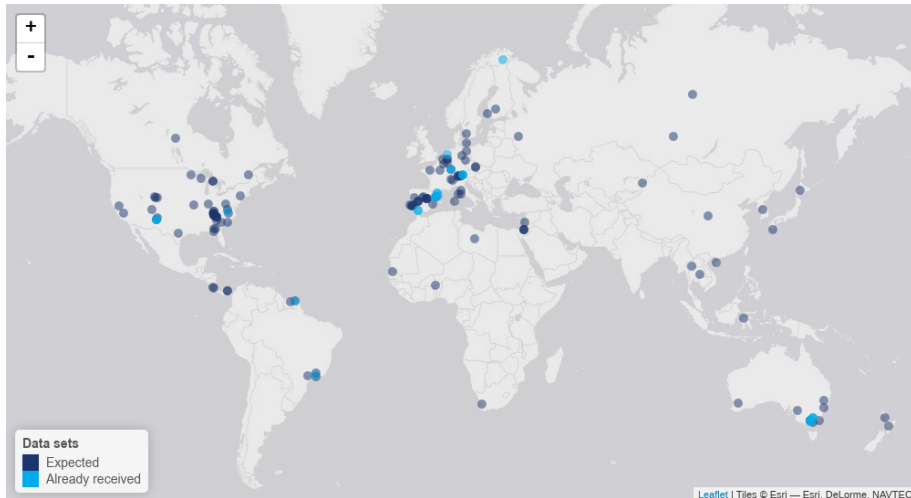 +
-
Data sets
Expected
Already received
Leaflet | Tiles © Esri — Esri, DeLorme, NAVTEQ